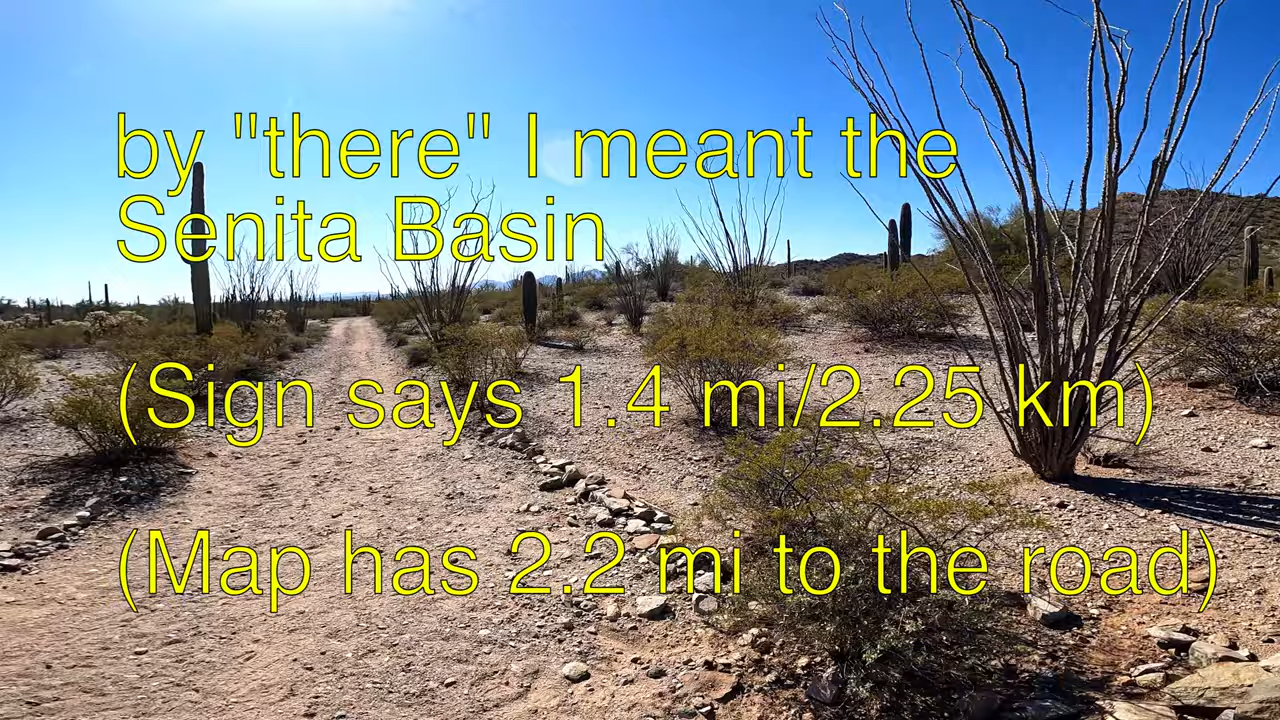 by "there" I meant the
Senita Basin
(Sign says 1.4 mi/2.25 km)
(Map has 2.2 mi to the road)